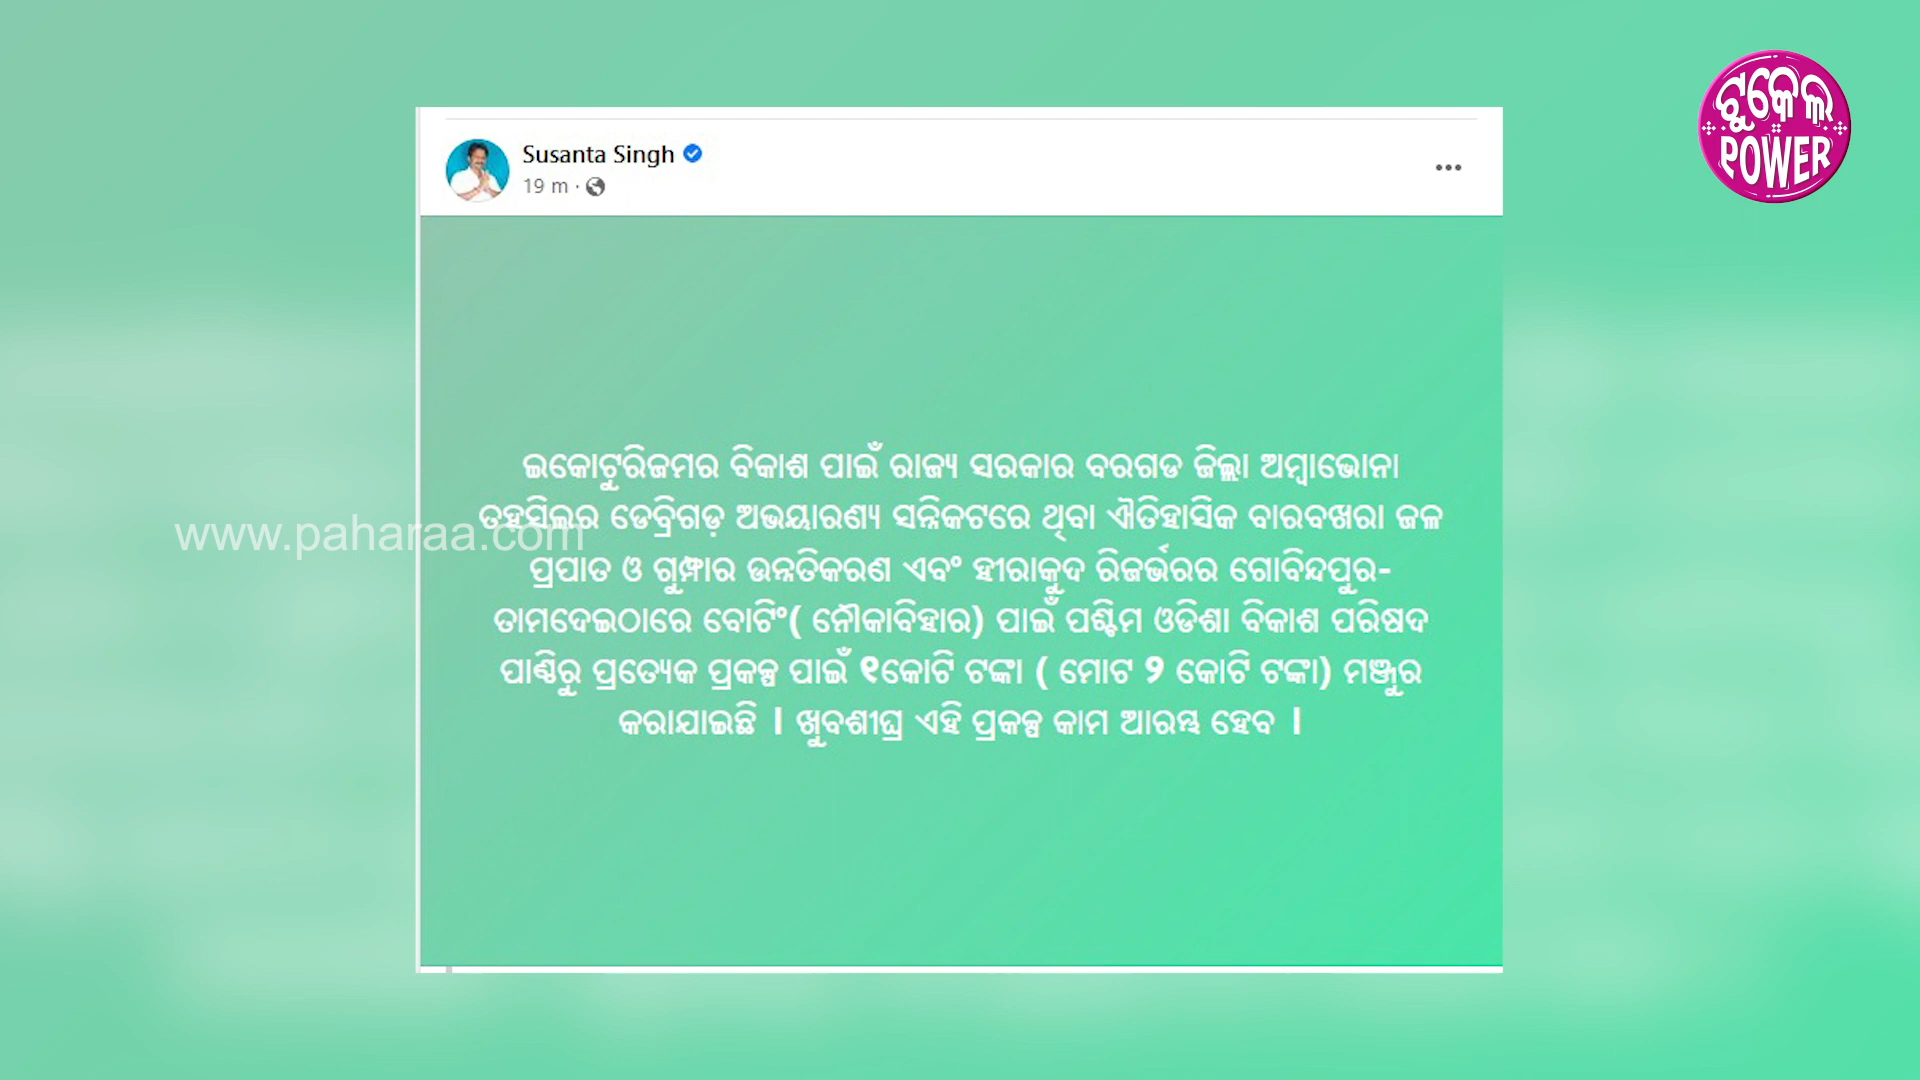 Susanta Singh
19 m ·
ଇକୋଟୁରିଜମର ବିକାଶ ପାଇଁ ରାଜ୍ୟ ସରକାର ବରଗଡ ଜିଲ୍ଲା ଅମ୍ବାଭୋନା
ତହସିଲର ଡେବ୍ରିଗଡ଼ ଅଭୟାରଣ୍ୟ ସନ୍ନିକଟରେ ଥିବା ଐତିହାସିକ ବାରବଖରା ଜଳ
ପ୍ରପାତ ଓ ଗୁମ୍ଫାର ଉନ୍ନତିକରଣ ଏବଂ ହୀରାକୁଦ ରିଜର୍ଭରର ଗୋବିନ୍ଦପୁର-
ତାମଦେଇଠାରେ ବୋଟିଂ( ନୌକାବିହାର) ପାଇଁ ପଶ୍ଚିମ ଓଡିଶା ବିକାଶ ପରିଷଦ
ପାଣ୍ଠିରୁ ପ୍ରତ୍ୟେକ ପ୍ରକଳ୍ପ ପାଇଁ ୧କୋଟି ଟଙ୍କା ( ମୋଟ ୨ କୋଟି ଟଙ୍କା) ମଞ୍ଜୁର
କରାଯାଇଛି । ଖୁବଶୀଘ୍ର ଏହି ପ୍ରକଳ୍ପ କାମ ଆରମ୍ଭ ହେବ ।
www.paharaa.com
ଟୁକେଲ
POWER